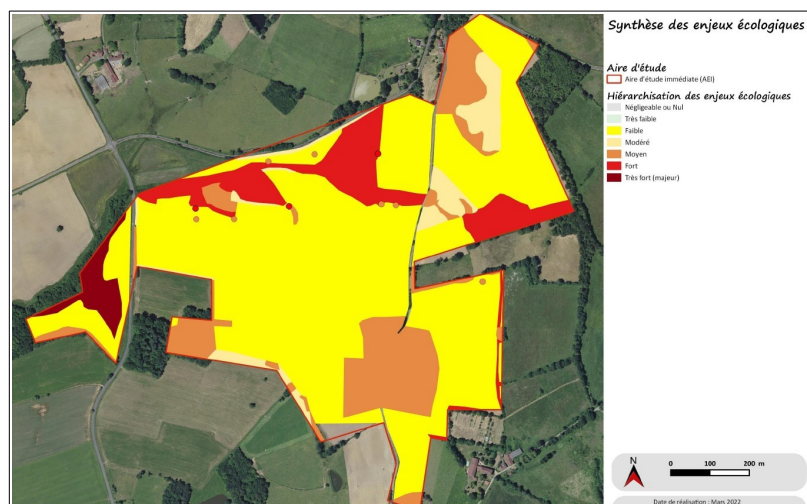 Synthèse des enjeux écologiques
Aire d'étude
Aire d'étude immédiate (AEI)
Hiérarchisation des enjeux écologiques
Négligeable ou Nul
Très faible
Faible
Modéré
Moyen
Fort
Très fort (majeur)
N
0 100 200 m
Date de réalisation : Mars 2022